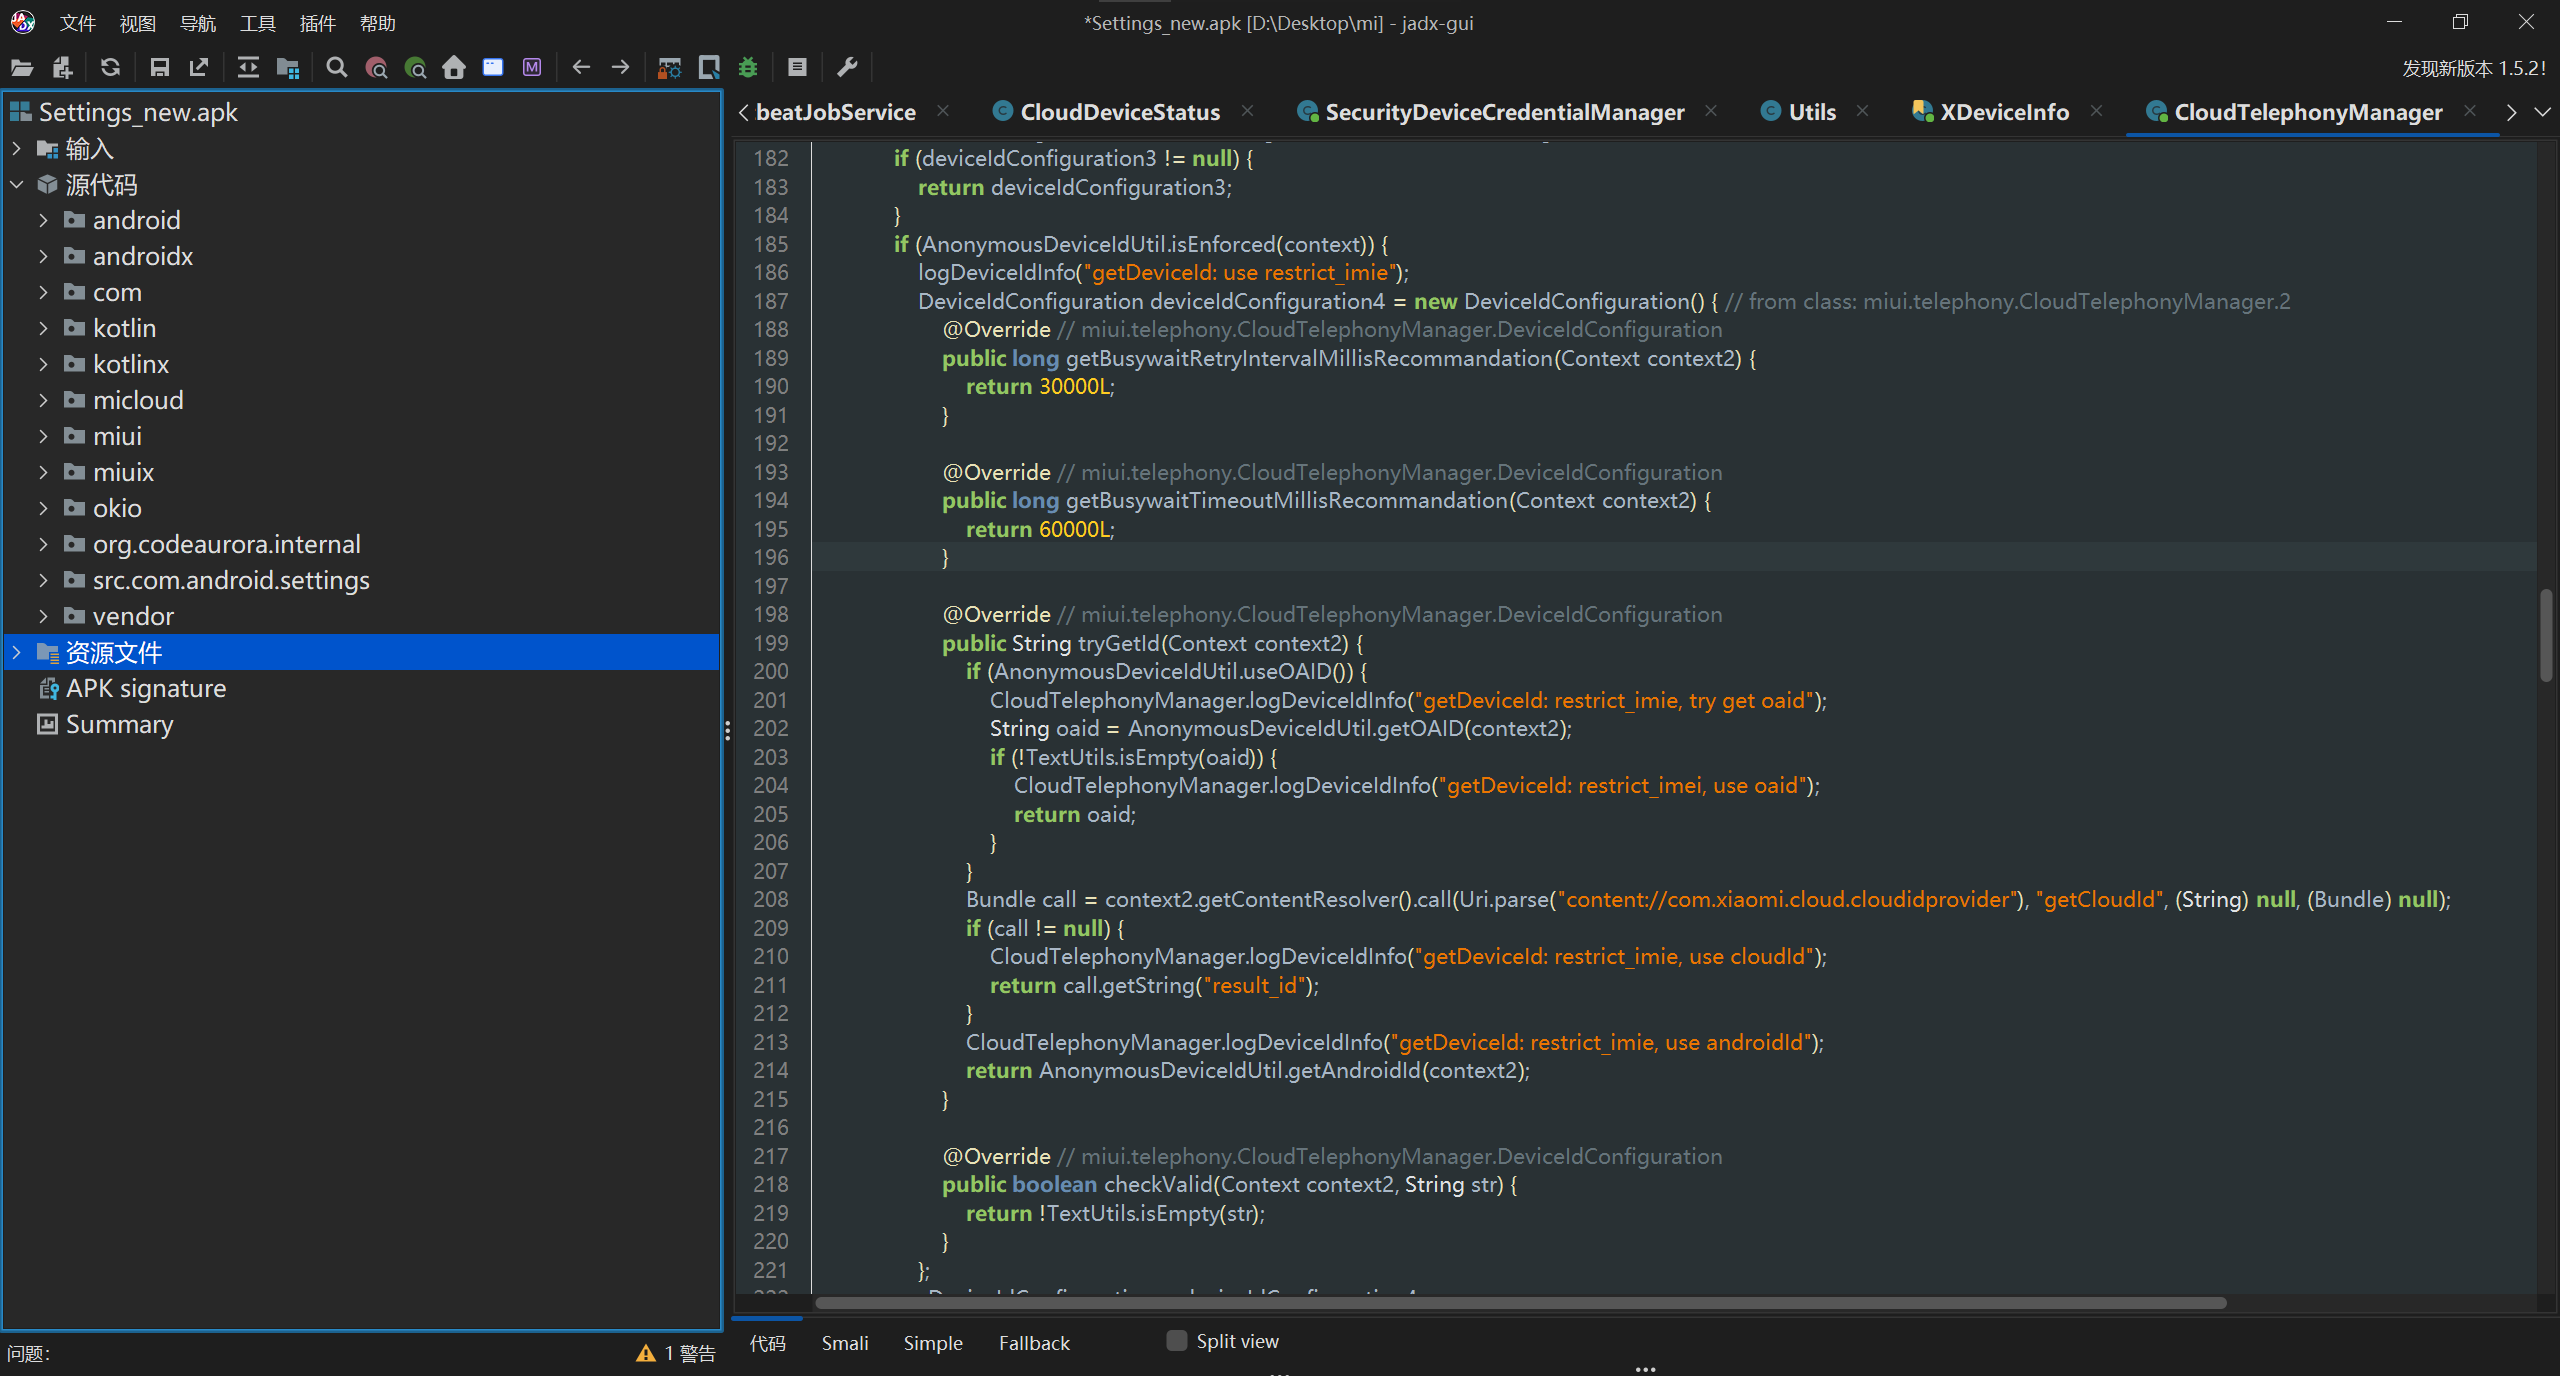 文件 视图 导航 工具 插件 帮助
*Settings_new.apk [D:\Desktop\mi] - jadx-gui
发现新版本 1.5.2!
Settings_new.apk
输入
源代码
android
androidx
com
kotlin
kotlinx
micloud
miui
miuix
okio
org.codeaurora.internal
src.com.android.settings
vendor
资源文件
APK signature
Summary
问题:
1 警告
beatJobService CloudDeviceStatus SecurityDeviceCredentialManager Utils XDeviceInfo CloudTelephonyManager
182 if (deviceIdConfiguration3 != null) {
183 return deviceIdConfiguration3;
184 }
185 if (AnonymousDeviceIdUtil.isEnforced(context)) {
186 logDeviceIdInfo("getDeviceId: use restrict_imie");
187 DeviceIdConfiguration deviceIdConfiguration4 = new DeviceIdConfiguration() { // from class: miui.telephony.CloudTelephonyManager.2
188 @Override // miui.telephony.CloudTelephonyManager.DeviceIdConfiguration
189 public long getBusywaitRetryIntervalMillisRecommandation(Context context2) {
190 return 30000L;
191 }
192
193 @Override // miui.telephony.CloudTelephonyManager.DeviceIdConfiguration
194 public long getBusywaitTimeoutMillisRecommandation(Context context2) {
195 return 60000L;
196 }
197
198 @Override // miui.telephony.CloudTelephonyManager.DeviceIdConfiguration
199 public String tryGetId(Context context2) {
200 if (AnonymousDeviceIdUtil.useOAID()) {
201 CloudTelephonyManager.logDeviceIdInfo("getDeviceId: restrict_imie, try get oaid");
202 String oaid = AnonymousDeviceIdUtil.getOAID(context2);
203 if (!TextUtils.isEmpty(oaid)) {
204 CloudTelephonyManager.logDeviceIdInfo("getDeviceId: restrict_imei, use oaid");
205 return oaid;
206 }
207 }
208 Bundle call = context2.getContentResolver().call(Uri.parse("content://com.xiaomi.cloud.cloudidprovider"), "getCloudId", (String) null, (Bundle) null);
209 if (call != null) {
210 CloudTelephonyManager.logDeviceIdInfo("getDeviceId: restrict_imie, use cloudId");
211 return call.getString("result_id");
212 }
213 CloudTelephonyManager.logDeviceIdInfo("getDeviceId: restrict_imie, use androidId");
214 return AnonymousDeviceIdUtil.getAndroidId(context2);
215 }
216
217 @Override // miui.telephony.CloudTelephonyManager.DeviceIdConfiguration
218 public boolean checkValid(Context context2, String str) {
219 return !TextUtils.isEmpty(str);
220 }
221 };
代码 Smali Simple Fallback Split view